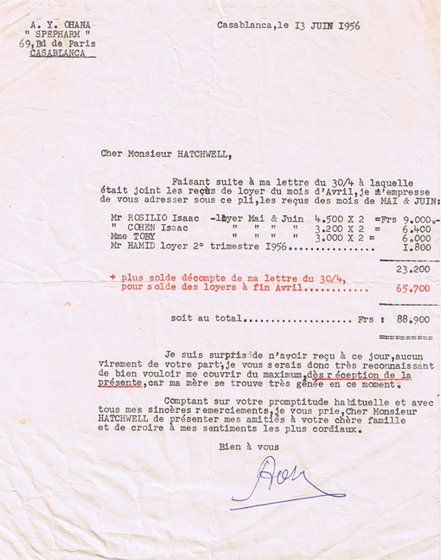 A. Y. OHANA
" SPEPHARM "
69,Bd de Paris
CASABLANCA
Casablanca,le 13 JUIN 1956
Cher Monsieur HATCHWELL,
Faisant suite à ma lettre du 30/4 à laquelle
était joint les reçus de loyer du mois d'Avril,je m'empresse
de vous adresser sous ce pli,les reçus des mois de MAI & JUIN:
Mr ROSILIO Isaac -loyer Mai & Juin 4.500 X 2 =Frs 9.000.-
" COHEN Isaac " " " " 3.200 X 2 = 6.400
Mme TOBY " " " " 3.000 X 2 = 6.000
Mr HAMID loyer 2° trimestre 1956............... 1.800
23.200
+ plus solde décompte de ma lettre du 30/4,
pour solde des loyers à fin Avril............ 65.700
soit au total.................... Frs : 88.900
Je suis surpris de n'avoir reçu à ce jour,aucun
virement de votre part,je vous serais donc très reconnaissant
de bien vouloir me couvrir du maximum,dès réception de la
présente,car ma mère se trouve très gênée en ce moment.
Comptant sur votre promptitude habituelle et avec
tous mes sincères remerciements,je vous prie,Cher Monsieur
HATCHWELL de présenter mes amitiés à votre chère famille
et de croire à mes sentiments les plus cordiaux.
Bien à vous